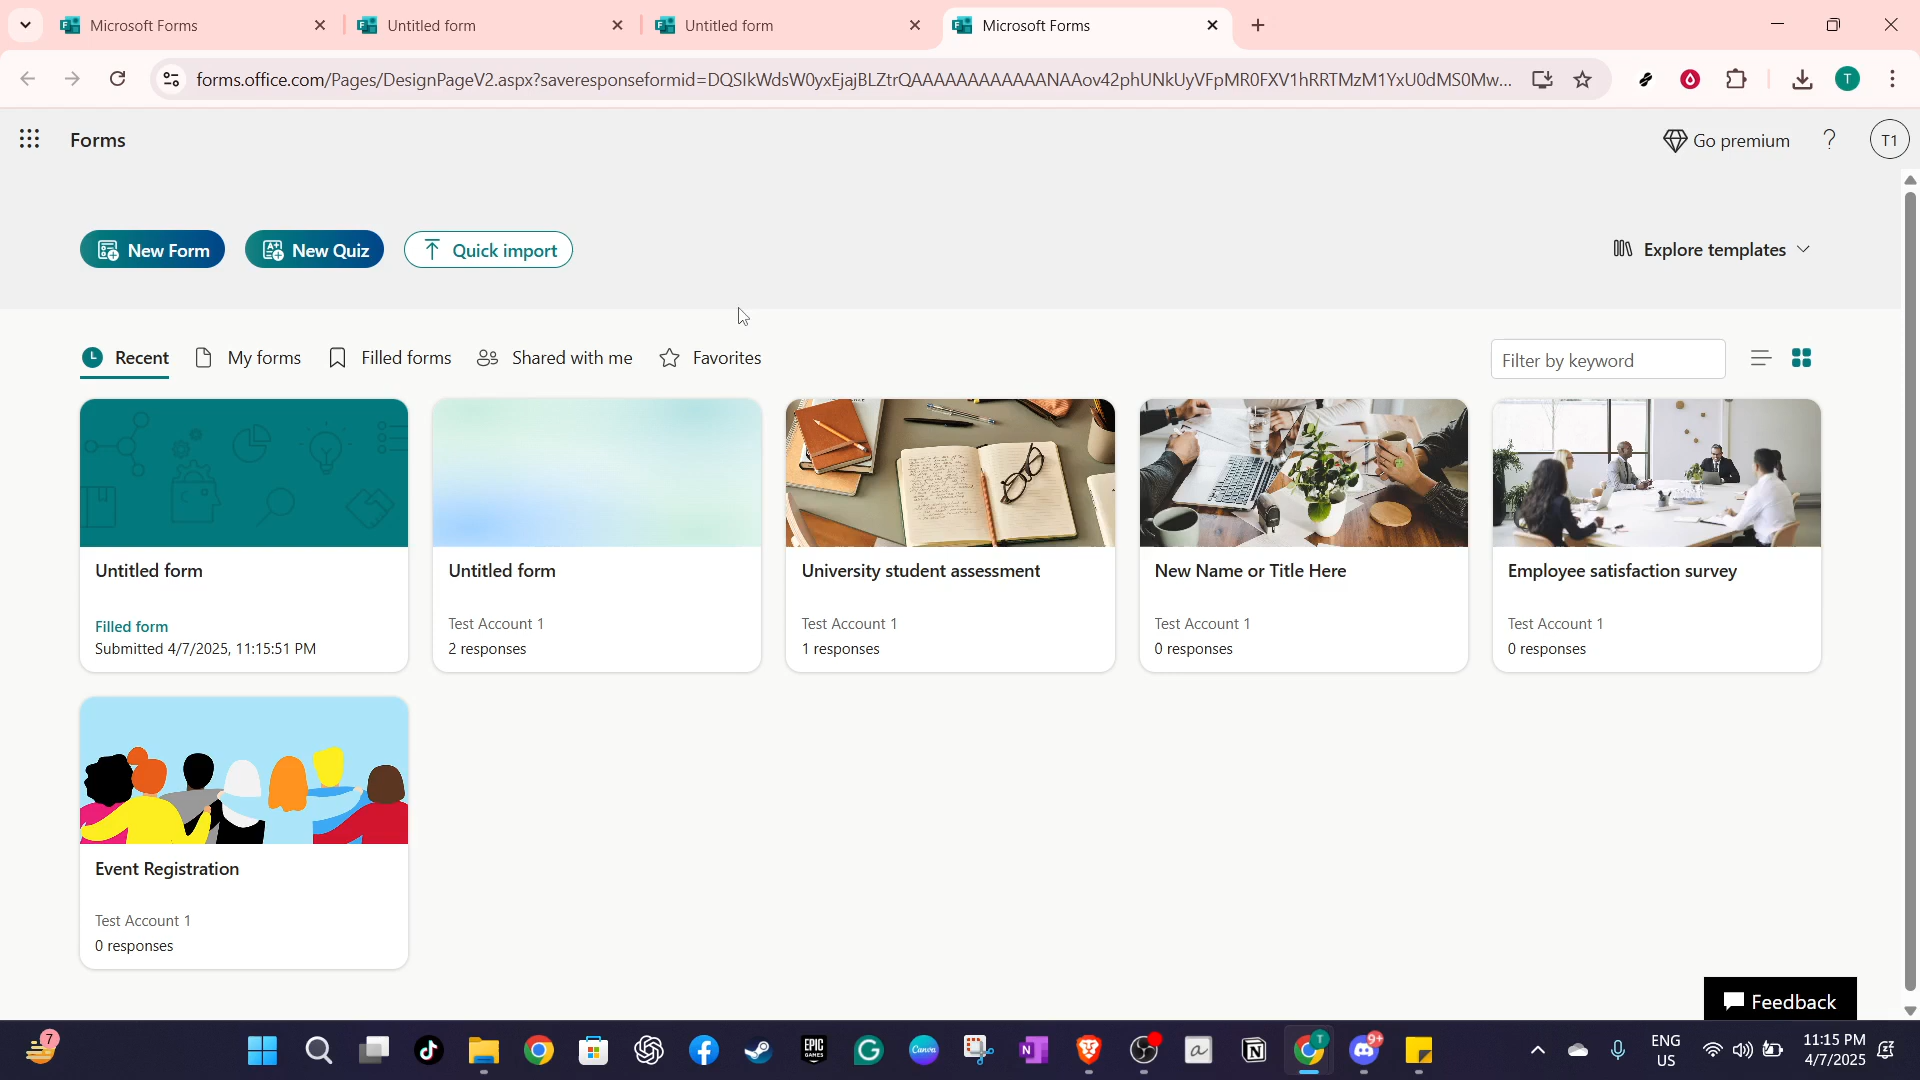 Microsoft Forms
Untitled form
Untitled form
Microsoft Forms
forms.office.com/Pages/DesignPageV2.aspx?saveresponseformid=DQSIkWdsW0yxEjajBLZtrQAAAAAAAAAAAANAAov42phUNkUyVFpMR0FXV1hRRTMzM1YxU0dMS0Mw...
T
Forms
Go premium
?
T1
New Form
New Quiz
Quick import
Explore templates
Recent
My forms
Filled forms
Shared with me
Favorites
Filter by keyword
Untitled form
Filled form
Submitted 4/7/2025, 11:15:51 PM
Untitled form
Test Account 1
2 responses
University student assessment
Test Account 1
1 responses
New Name or Title Here
Test Account 1
0 responses
Employee satisfaction survey
Test Account 1
0 responses
Event Registration
Test Account 1
0 responses
Feedback
7
EPIC GAMES
Canva
T
9+
ENG
US
11:15 PM
4/7/2025